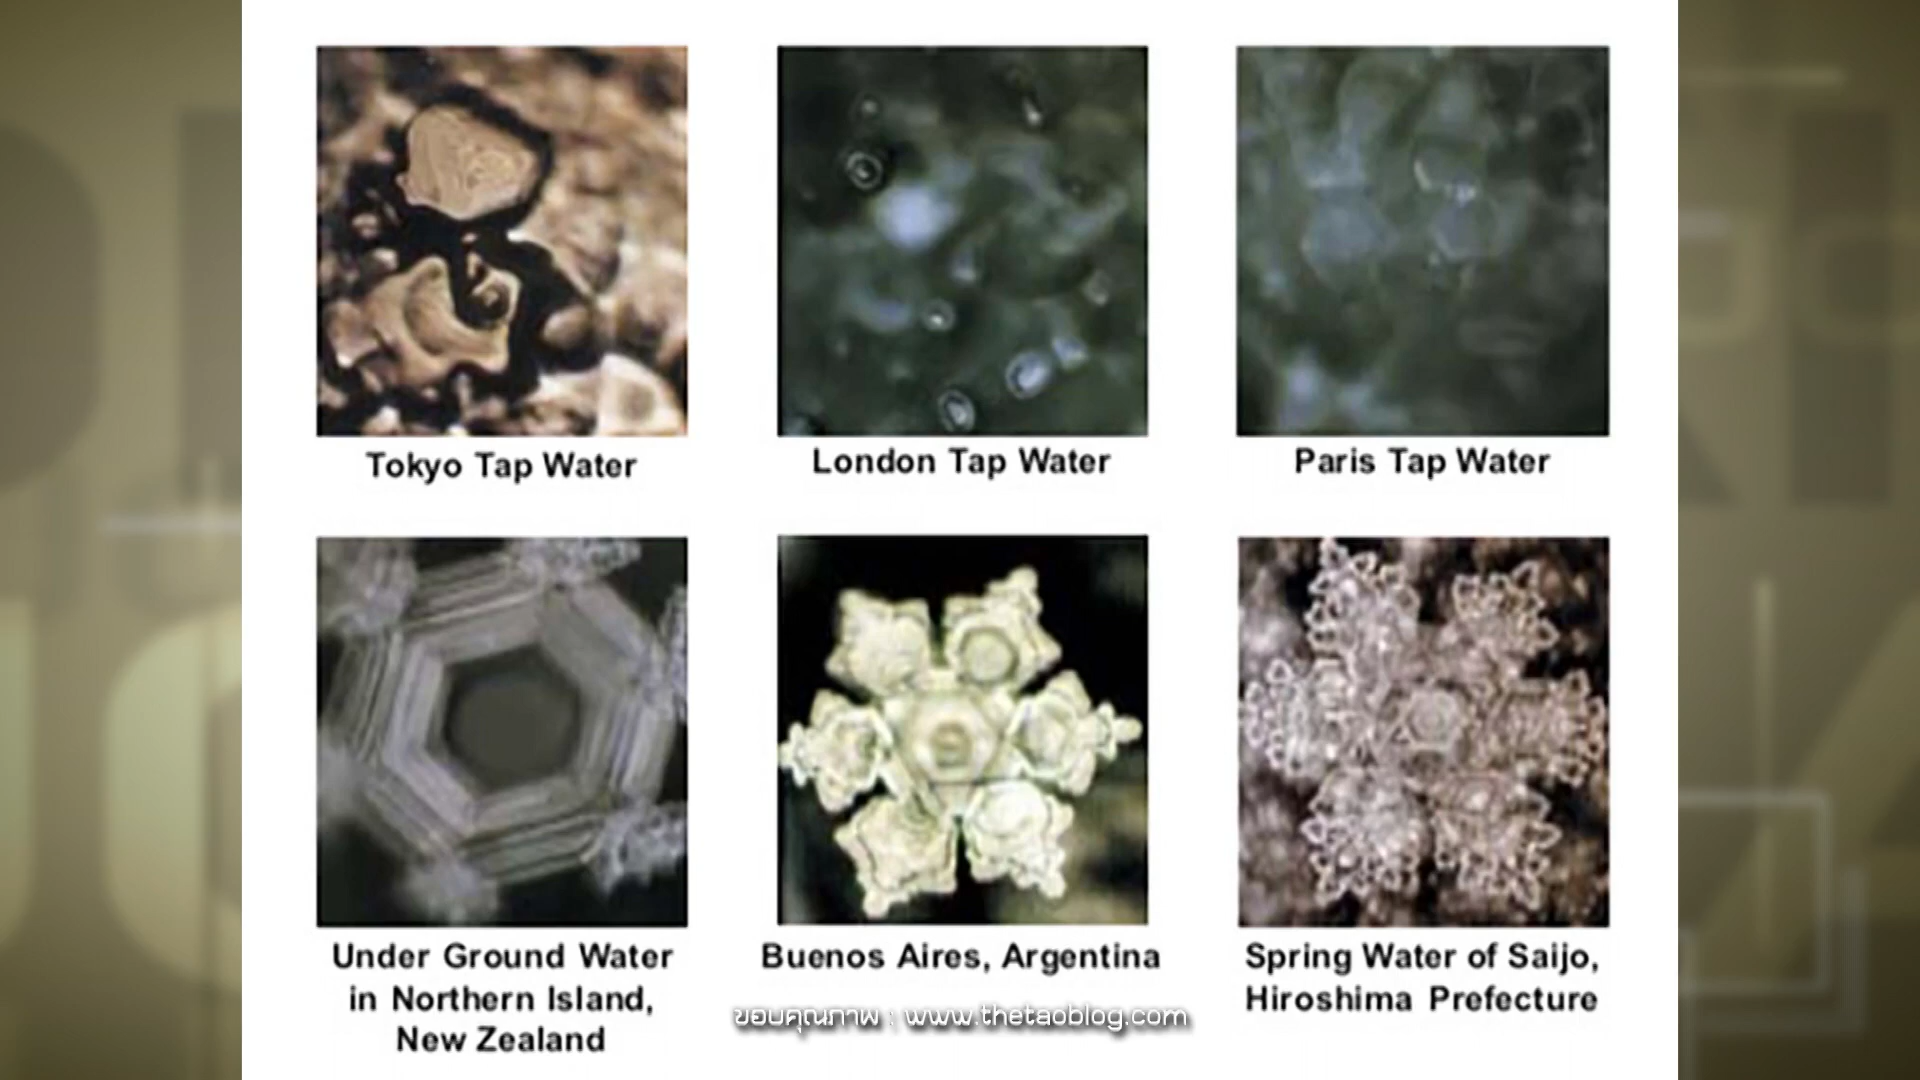 Tokyo Tap Water
London Tap Water
Paris Tap Water
Under Ground Water
in Northern Island,
New Zealand
Buenos Aires, Argentina
Spring Water of Saijo,
Hiroshima Prefecture
ขอบคุณภาพ : www.thetaoblog.com